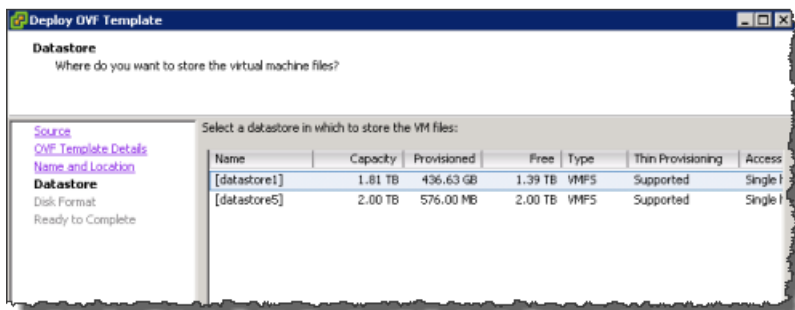 Deploy OVF Template
Datastore
Where do you want to store the virtual machine files?
Source
OVF Template Details
Name and Location
Datastore
Disk Format
Ready to Complete
Select a datastore in which to store the VM files:
Name Capacity Provisioned Free Type Thin Provisioning Access
[datastore1] 1.81 TB 436.63 GB 1.39 TB VMFS Supported Single
[datastore5] 2.00 TB 576.00 MB 2.00 TB VMFS Supported Single